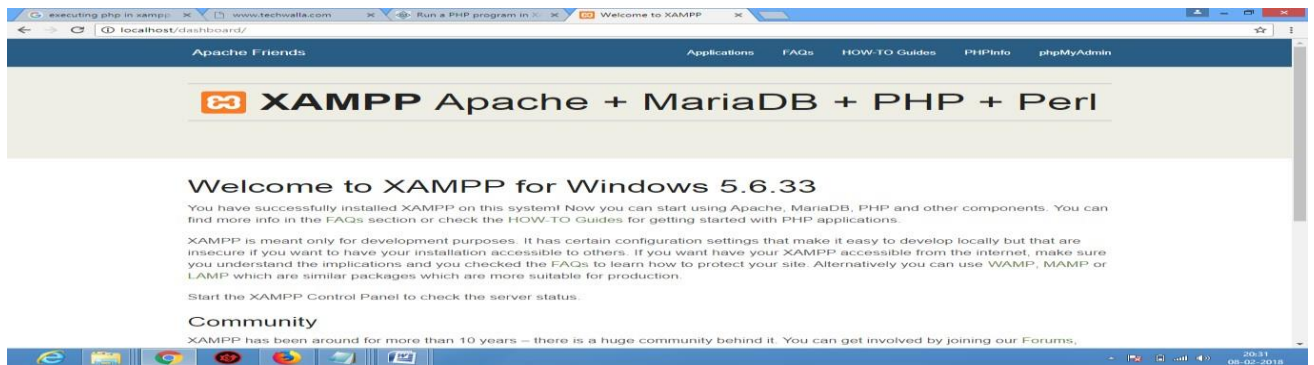 executing php in xampp
www.techwalla.com
Run a PHP program in X
Welcome to XAMPP
localhost/dashboard/
Apache Friends
Applications
FAQs
HOW-TO Guides
PHPInfo
phpMyAdmin
XAMPP Apache + MariaDB + PHP + Perl
Welcome to XAMPP for Windows 5.6.33
You have successfully installed XAMPP on this system! Now you can start using Apache, MariaDB, PHP and other components. You can
find more info in the FAQs section or check the HOW-TO Guides for getting started with PHP applications.
XAMPP is meant only for development purposes. It has certain configuration settings that make it easy to develop locally but that are
insecure if you want to have your installation accessible to others. If you want have your XAMPP accessible from the internet, make sure
you understand the implications and you checked the FAQs to learn how to protect your site. Alternatively you can use WAMP, MAMP or
LAMP which are similar packages which are more suitable for production.
Start the XAMPP Control Panel to check the server status.
Community
XAMPP has been around for more than 10 years – there is a huge community behind it. You can get involved by joining our Forums,
20:31
08-02-2018